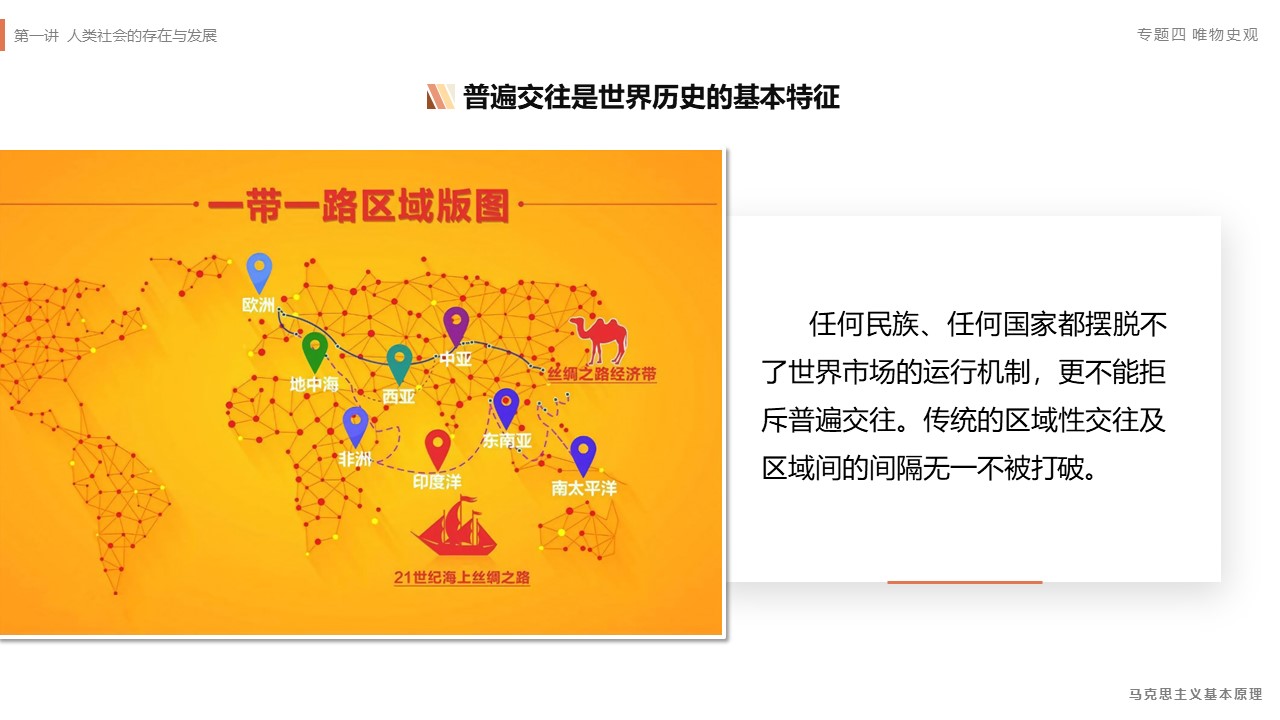 第一讲 人类社会的存在与发展
专题四 唯物史观
普遍交往是世界历史的基本特征
一带一路区域版图
欧洲
中亚
地中海
西亚
丝绸之路经济带
非洲
东南亚
印度洋
南太平洋
21世纪海上丝绸之路
任何民族、任何国家都摆脱不
了世界市场的运行机制，更不能拒
斥普遍交往。传统的区域性交往及
区域间的间隔无一不被打破。
马克思主义基本原理